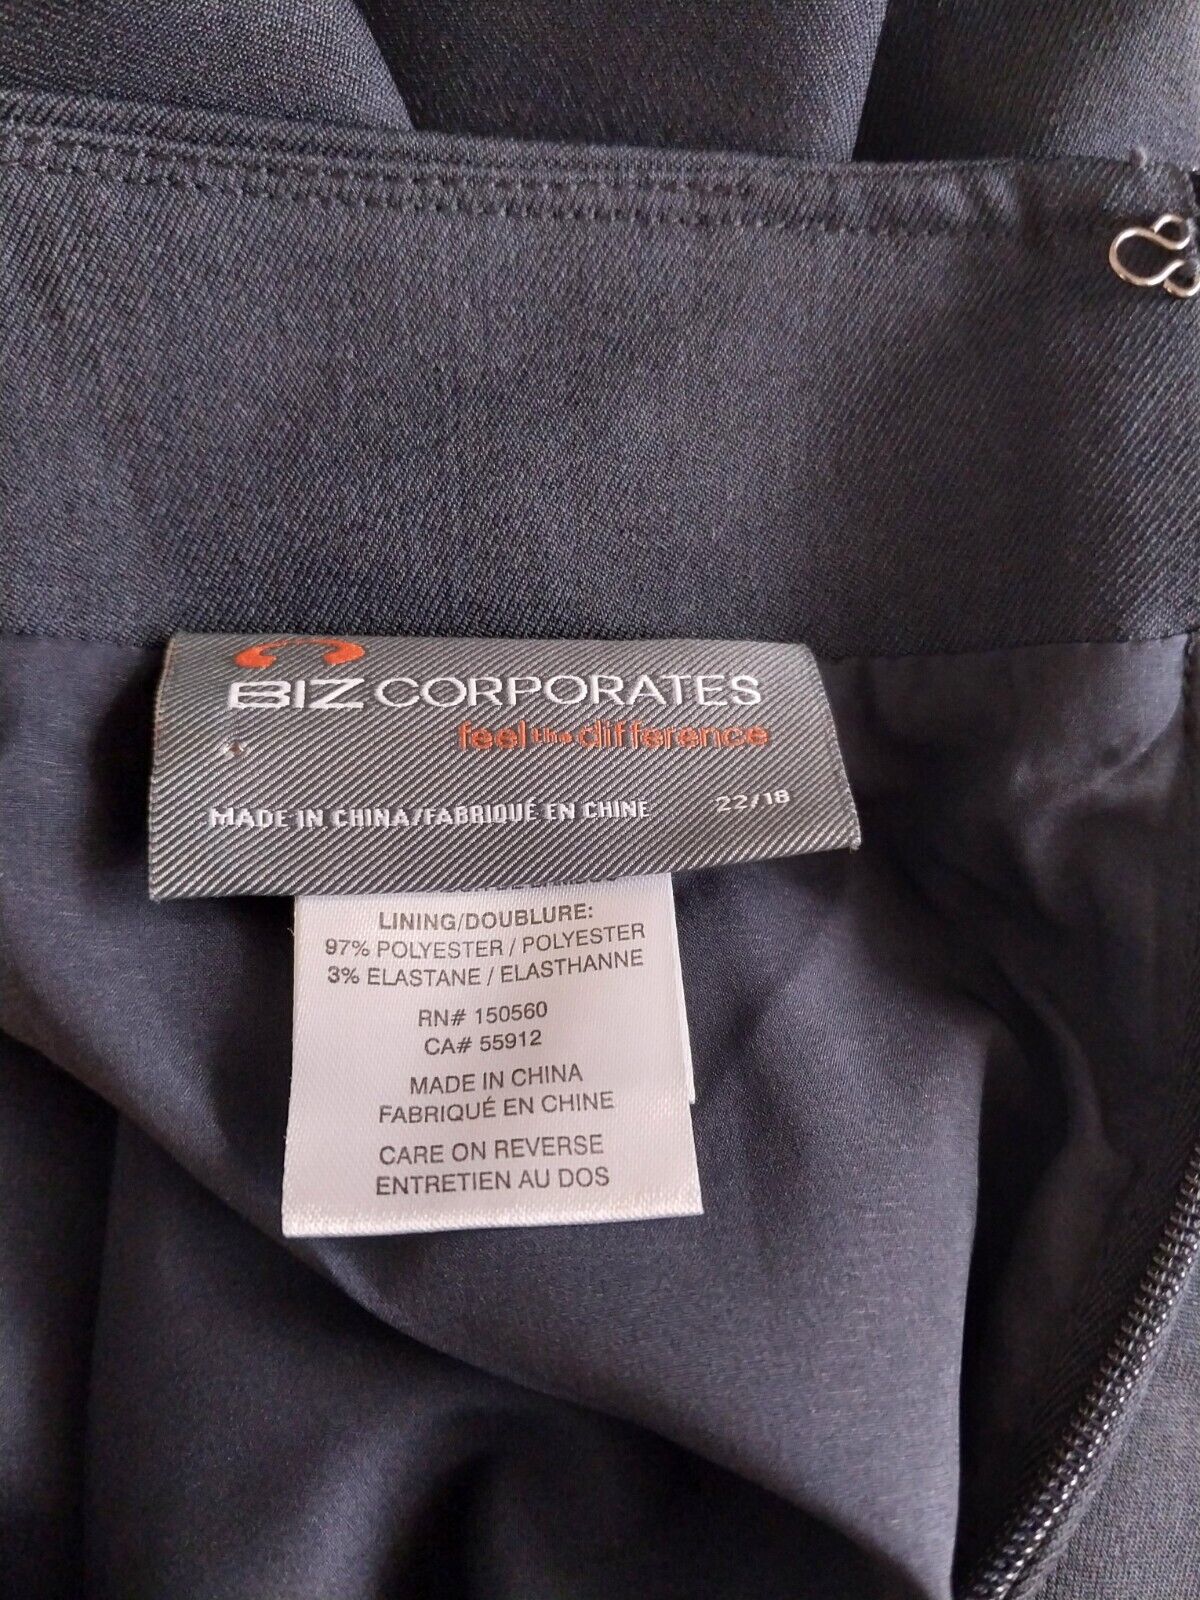 BIZ CORPORATES
feel the difference
MADE IN CHINA/FABRIQUÉ EN CHINE 22/18
LINING/DOUBLURE:
97% POLYESTER / POLYESTER
3% ELASTANE / ELASTHANNE
RN# 150560
CA# 55912
MADE IN CHINA
FABRIQUÉ EN CHINE
CARE ON REVERSE
ENTRETIEN AU DOS